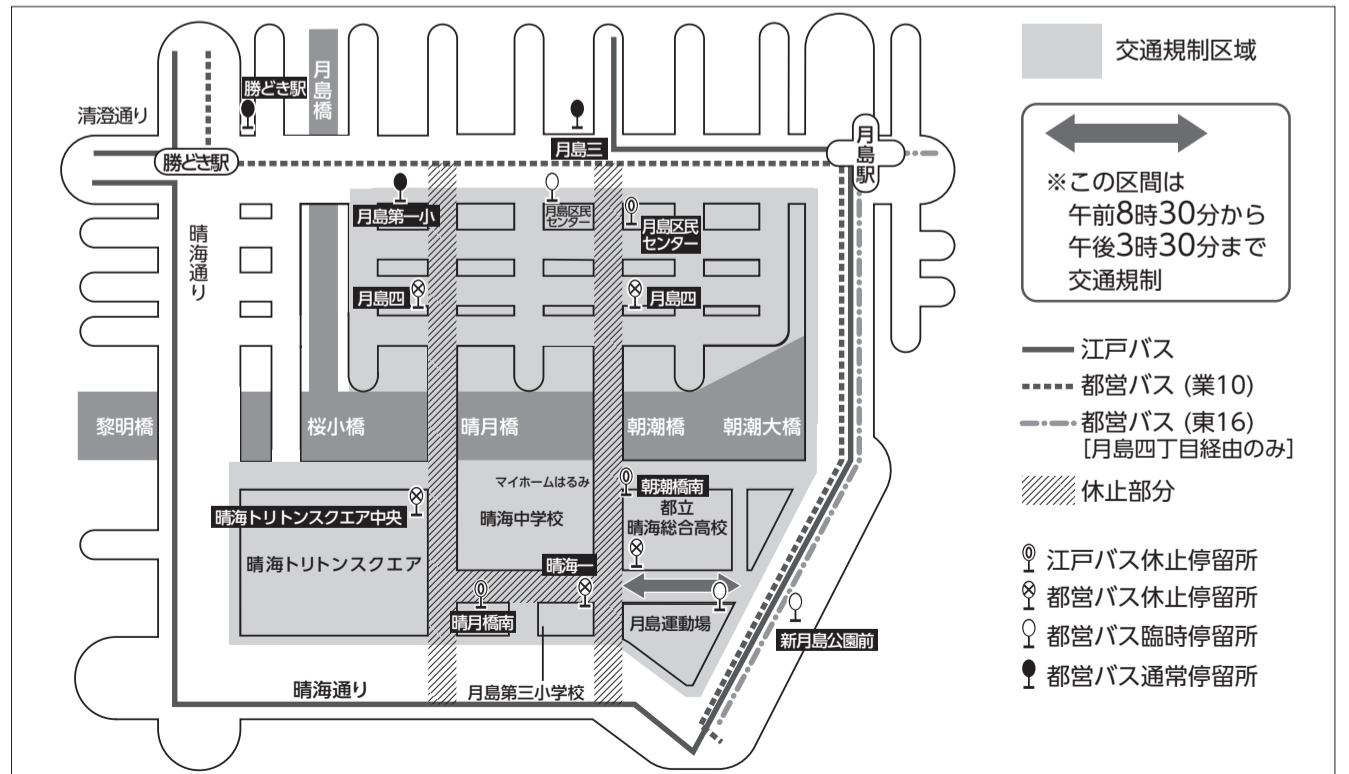 清澄通り
勝どき駅
月島橋
月島三
月島駅
勝どき駅
月島第一小
月島区民
センター
月島区民
センター
晴海通り
月島四
月島四
黎明橋
桜小橋
晴月橋
朝潮橋
朝潮大橋
マイホームはるみ
朝潮橋南
晴海トリトンスクエア中央
晴海中学校
都立
晴海総合高校
晴海トリトンスクエア
晴海一
晴月橋南
月島運動場
新月島公園前
晴海通り
月島第三小学校
交通規制区域
※この区間は
午前8時30分から
午後3時30分まで
交通規制
江戸バス
都営バス (業10)
都営バス (東16)
[月島四丁目経由のみ]
休止部分
江戸バス休止停留所
都営バス休止停留所
都営バス臨時停留所
都営バス通常停留所